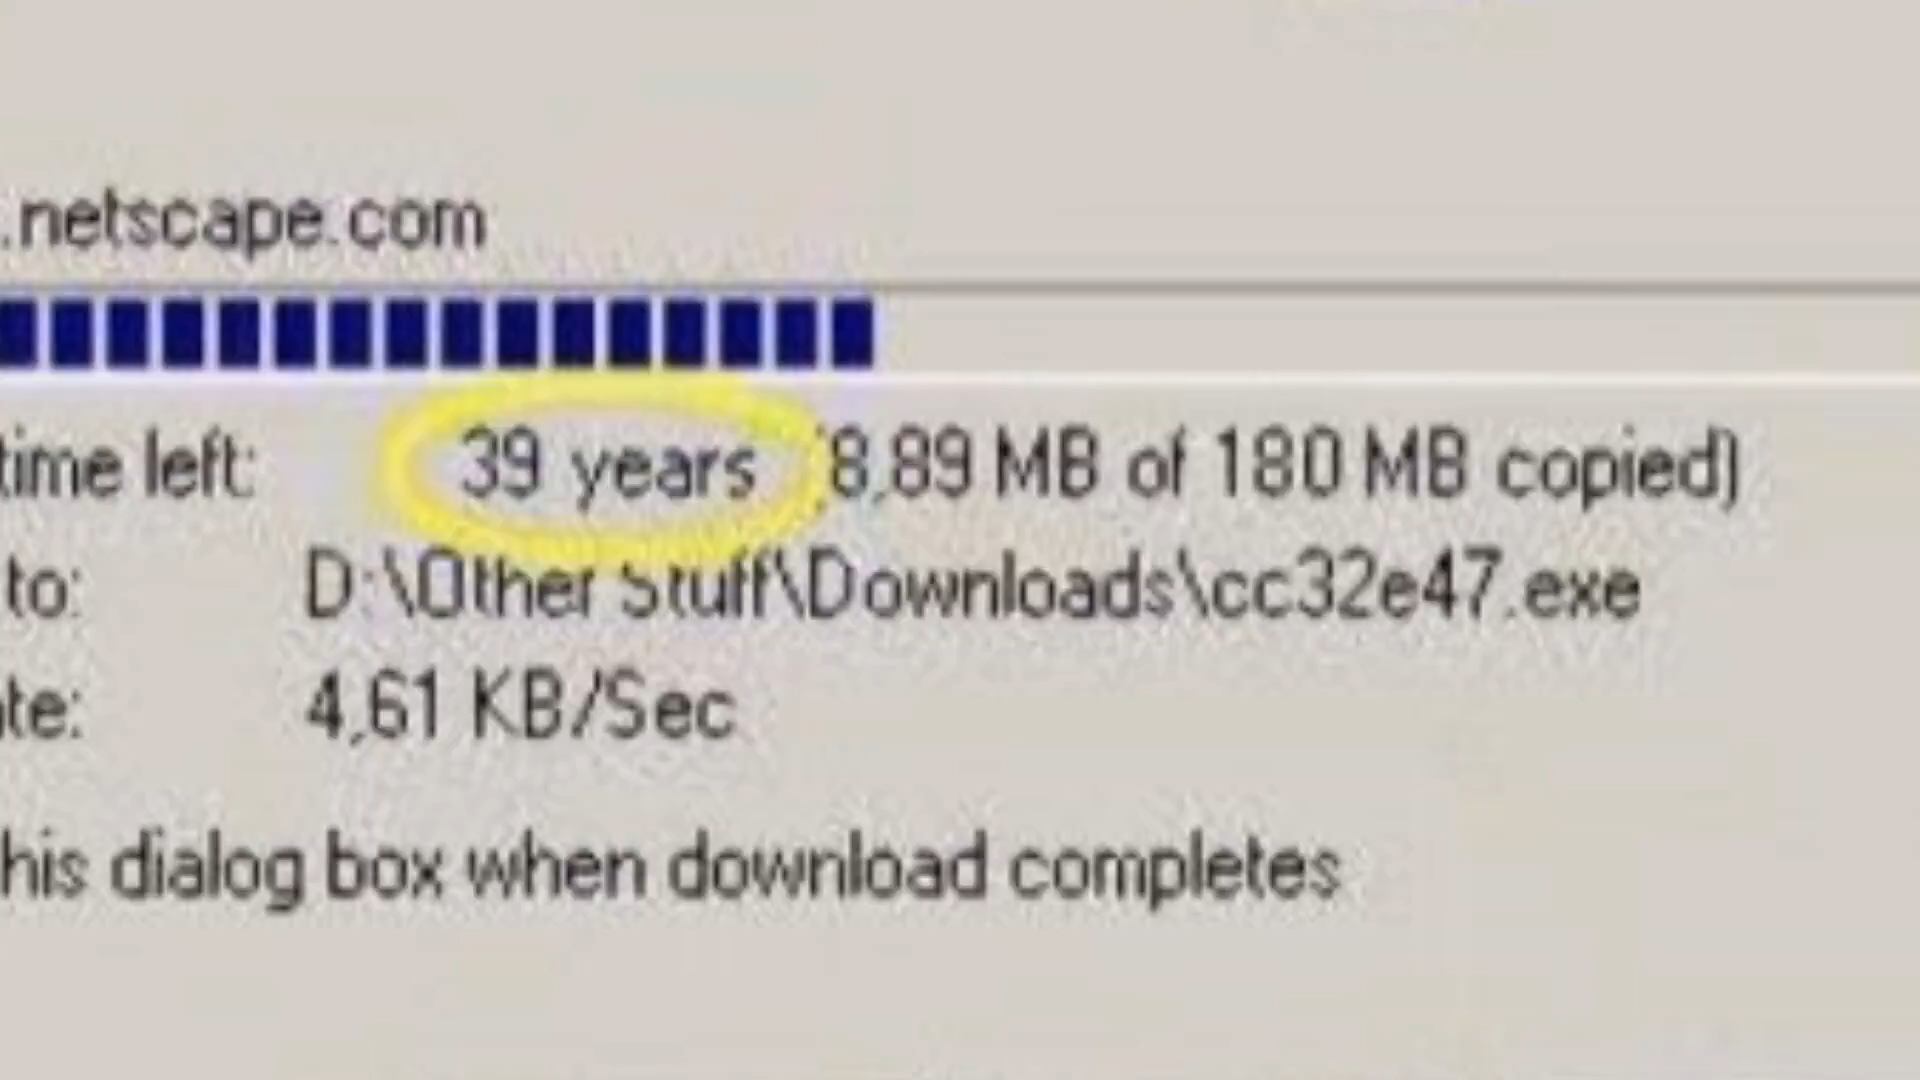 .netscape.com
time left: 39 years (8,89 MB of 180 MB copied)
to: D:\Other Stuff\Downloads\cc32e47.exe
te: 4,61 KB/Sec
his dialog box when download completes